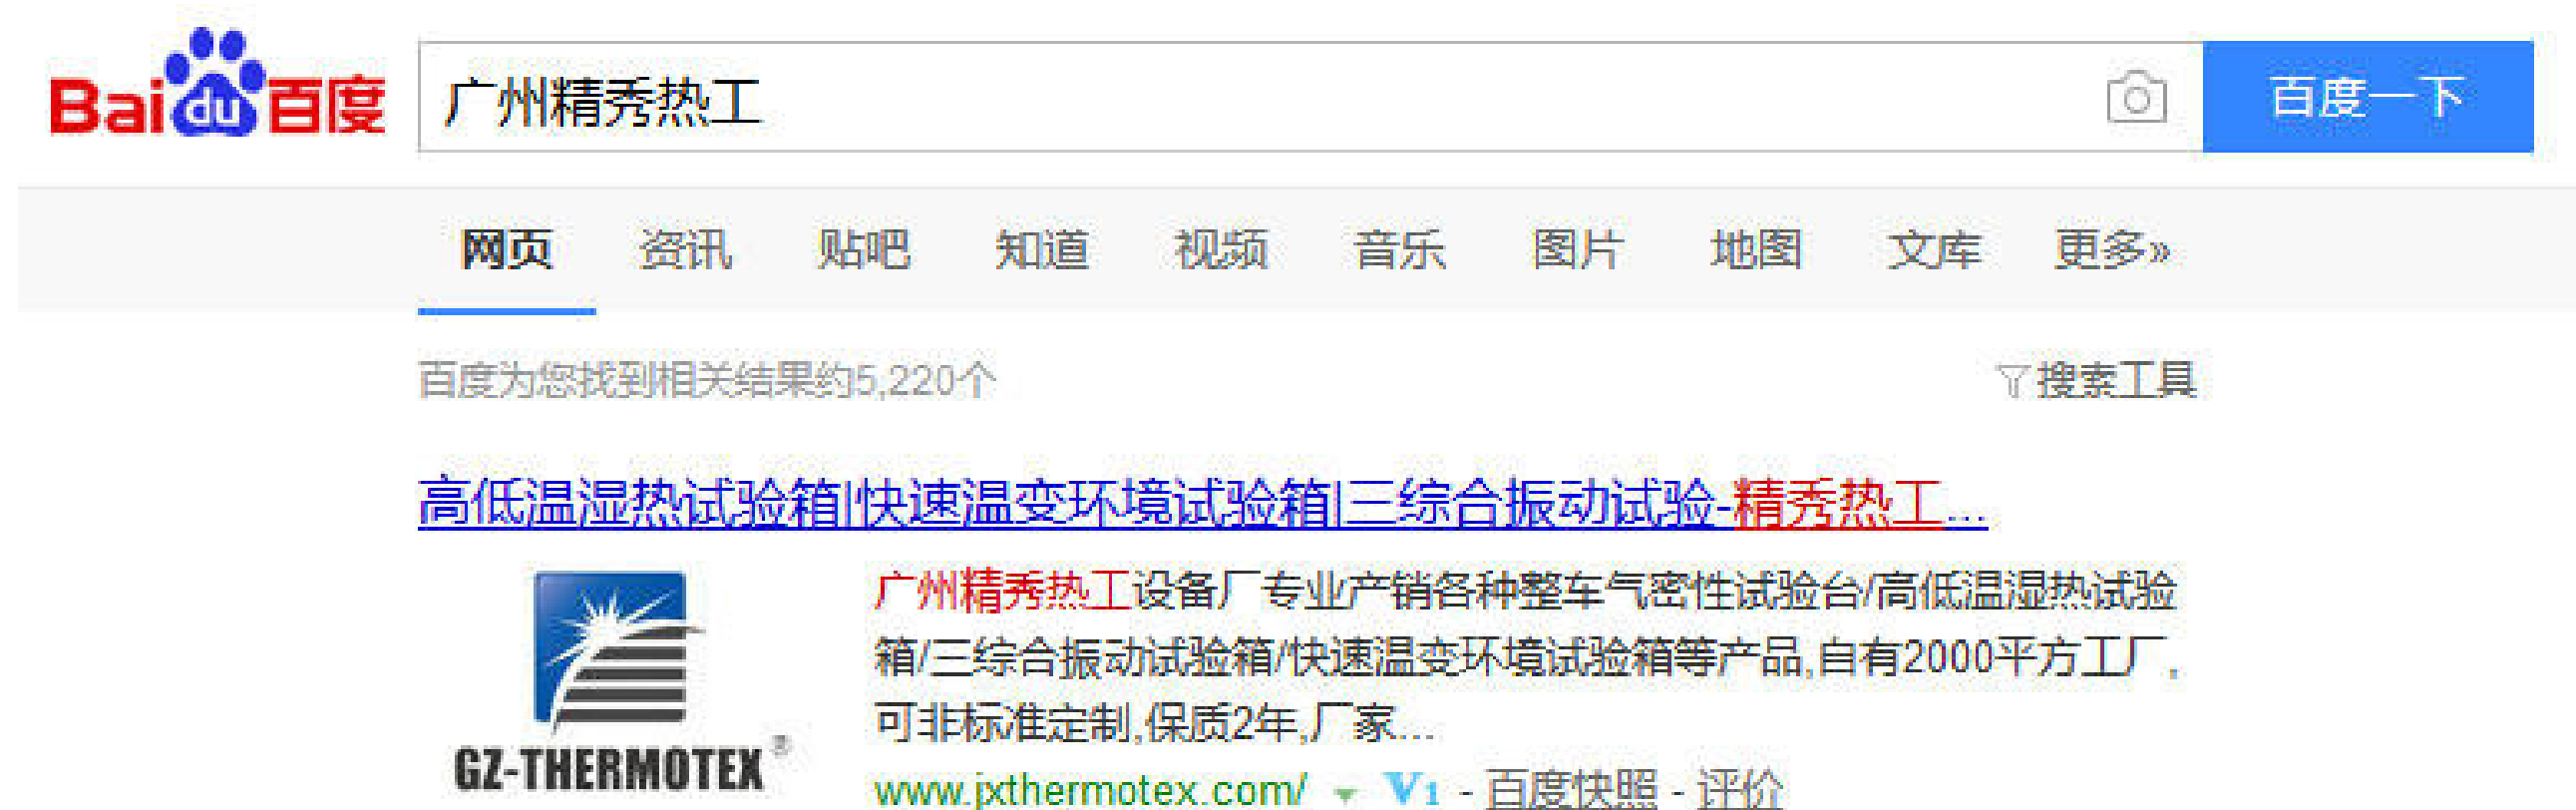 Bai du 百度 广州精秀热工 百度一下
网页 资讯 贴吧 知道 视频 音乐 图片 地图 文库 更多»
百度为您找到相关结果约5,220个 搜索工具
高低温湿热试验箱|快速温变环境试验箱|三综合振动试验-精秀热工...
广州精秀热工设备厂专业产销各种整车气密性试验台/高低温湿热试验
箱/三综合振动试验箱/快速温变环境试验箱等产品,自有2000平方工厂,
可非标准定制,保质2年,厂家...
GZ-THERMOTEX®
www.jxthermotex.com/ V1 - 百度快照 - 评价